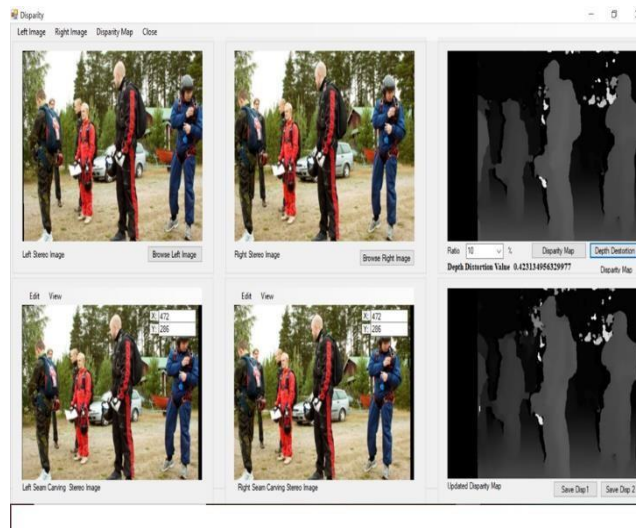 Disparity
Left Image Right Image Disparity Map Close
Left Stereo Image
Browse Left Image
Right Stereo Image
Browse Right Image
Ratio 10 % Disparity Map Depth Destortion
Depth Distortion Value 0.423134956329977
Disparity Map
Edit View
X: 472
Y: 286
Left Seam Carving Stereo Image
Edit View
X: 472
Y: 286
Right Seam Carving Stereo Image
Updated Disparity Map
Save Disp1 Save Disp 2